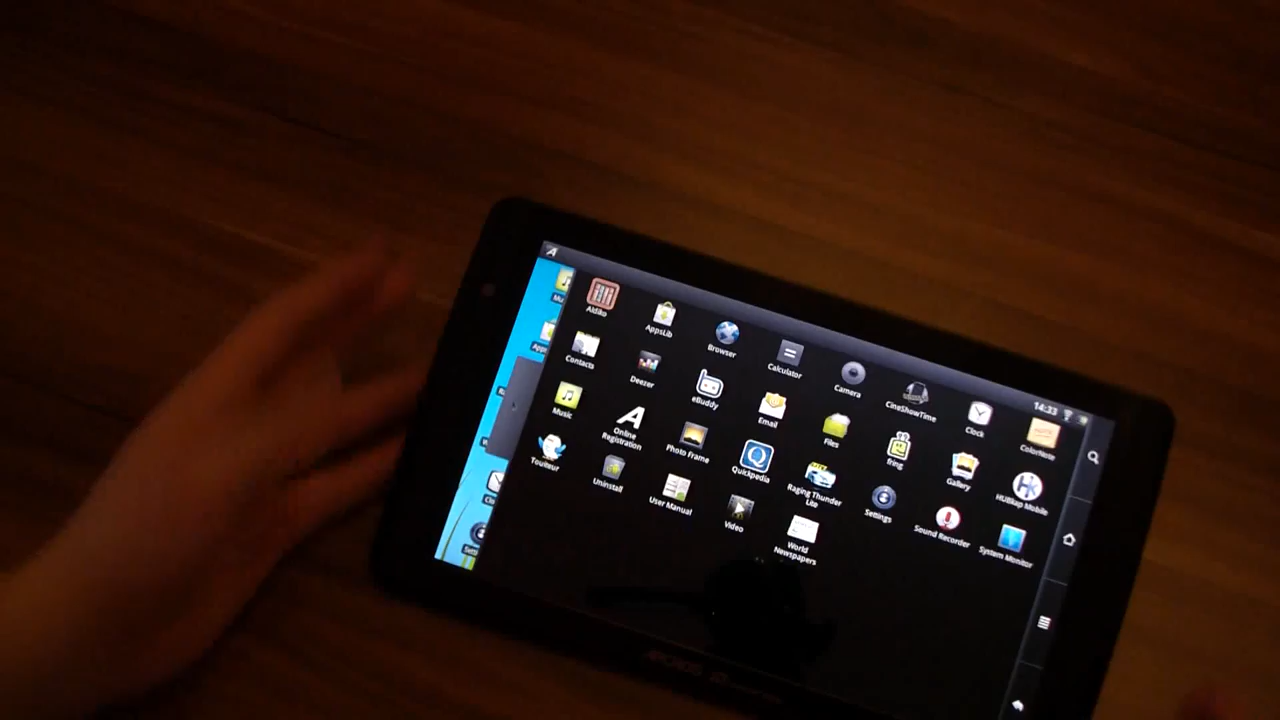 14:33
Aldiko
AppsLib
Browser
Calculator
Camera
CineShowTime
Clock
ColorNote
Contacts
Deezer
eBuddy
Email
Files
fring
Gallery
HUBkap Mobile
Music
Online
Registration
Photo Frame
Quickpedia
Raging Thunder
Lite
Settings
Sound Recorder
System Monitor
Touiteur
Uninstall
User Manual
Video
World
Newspapers
ARCHOS